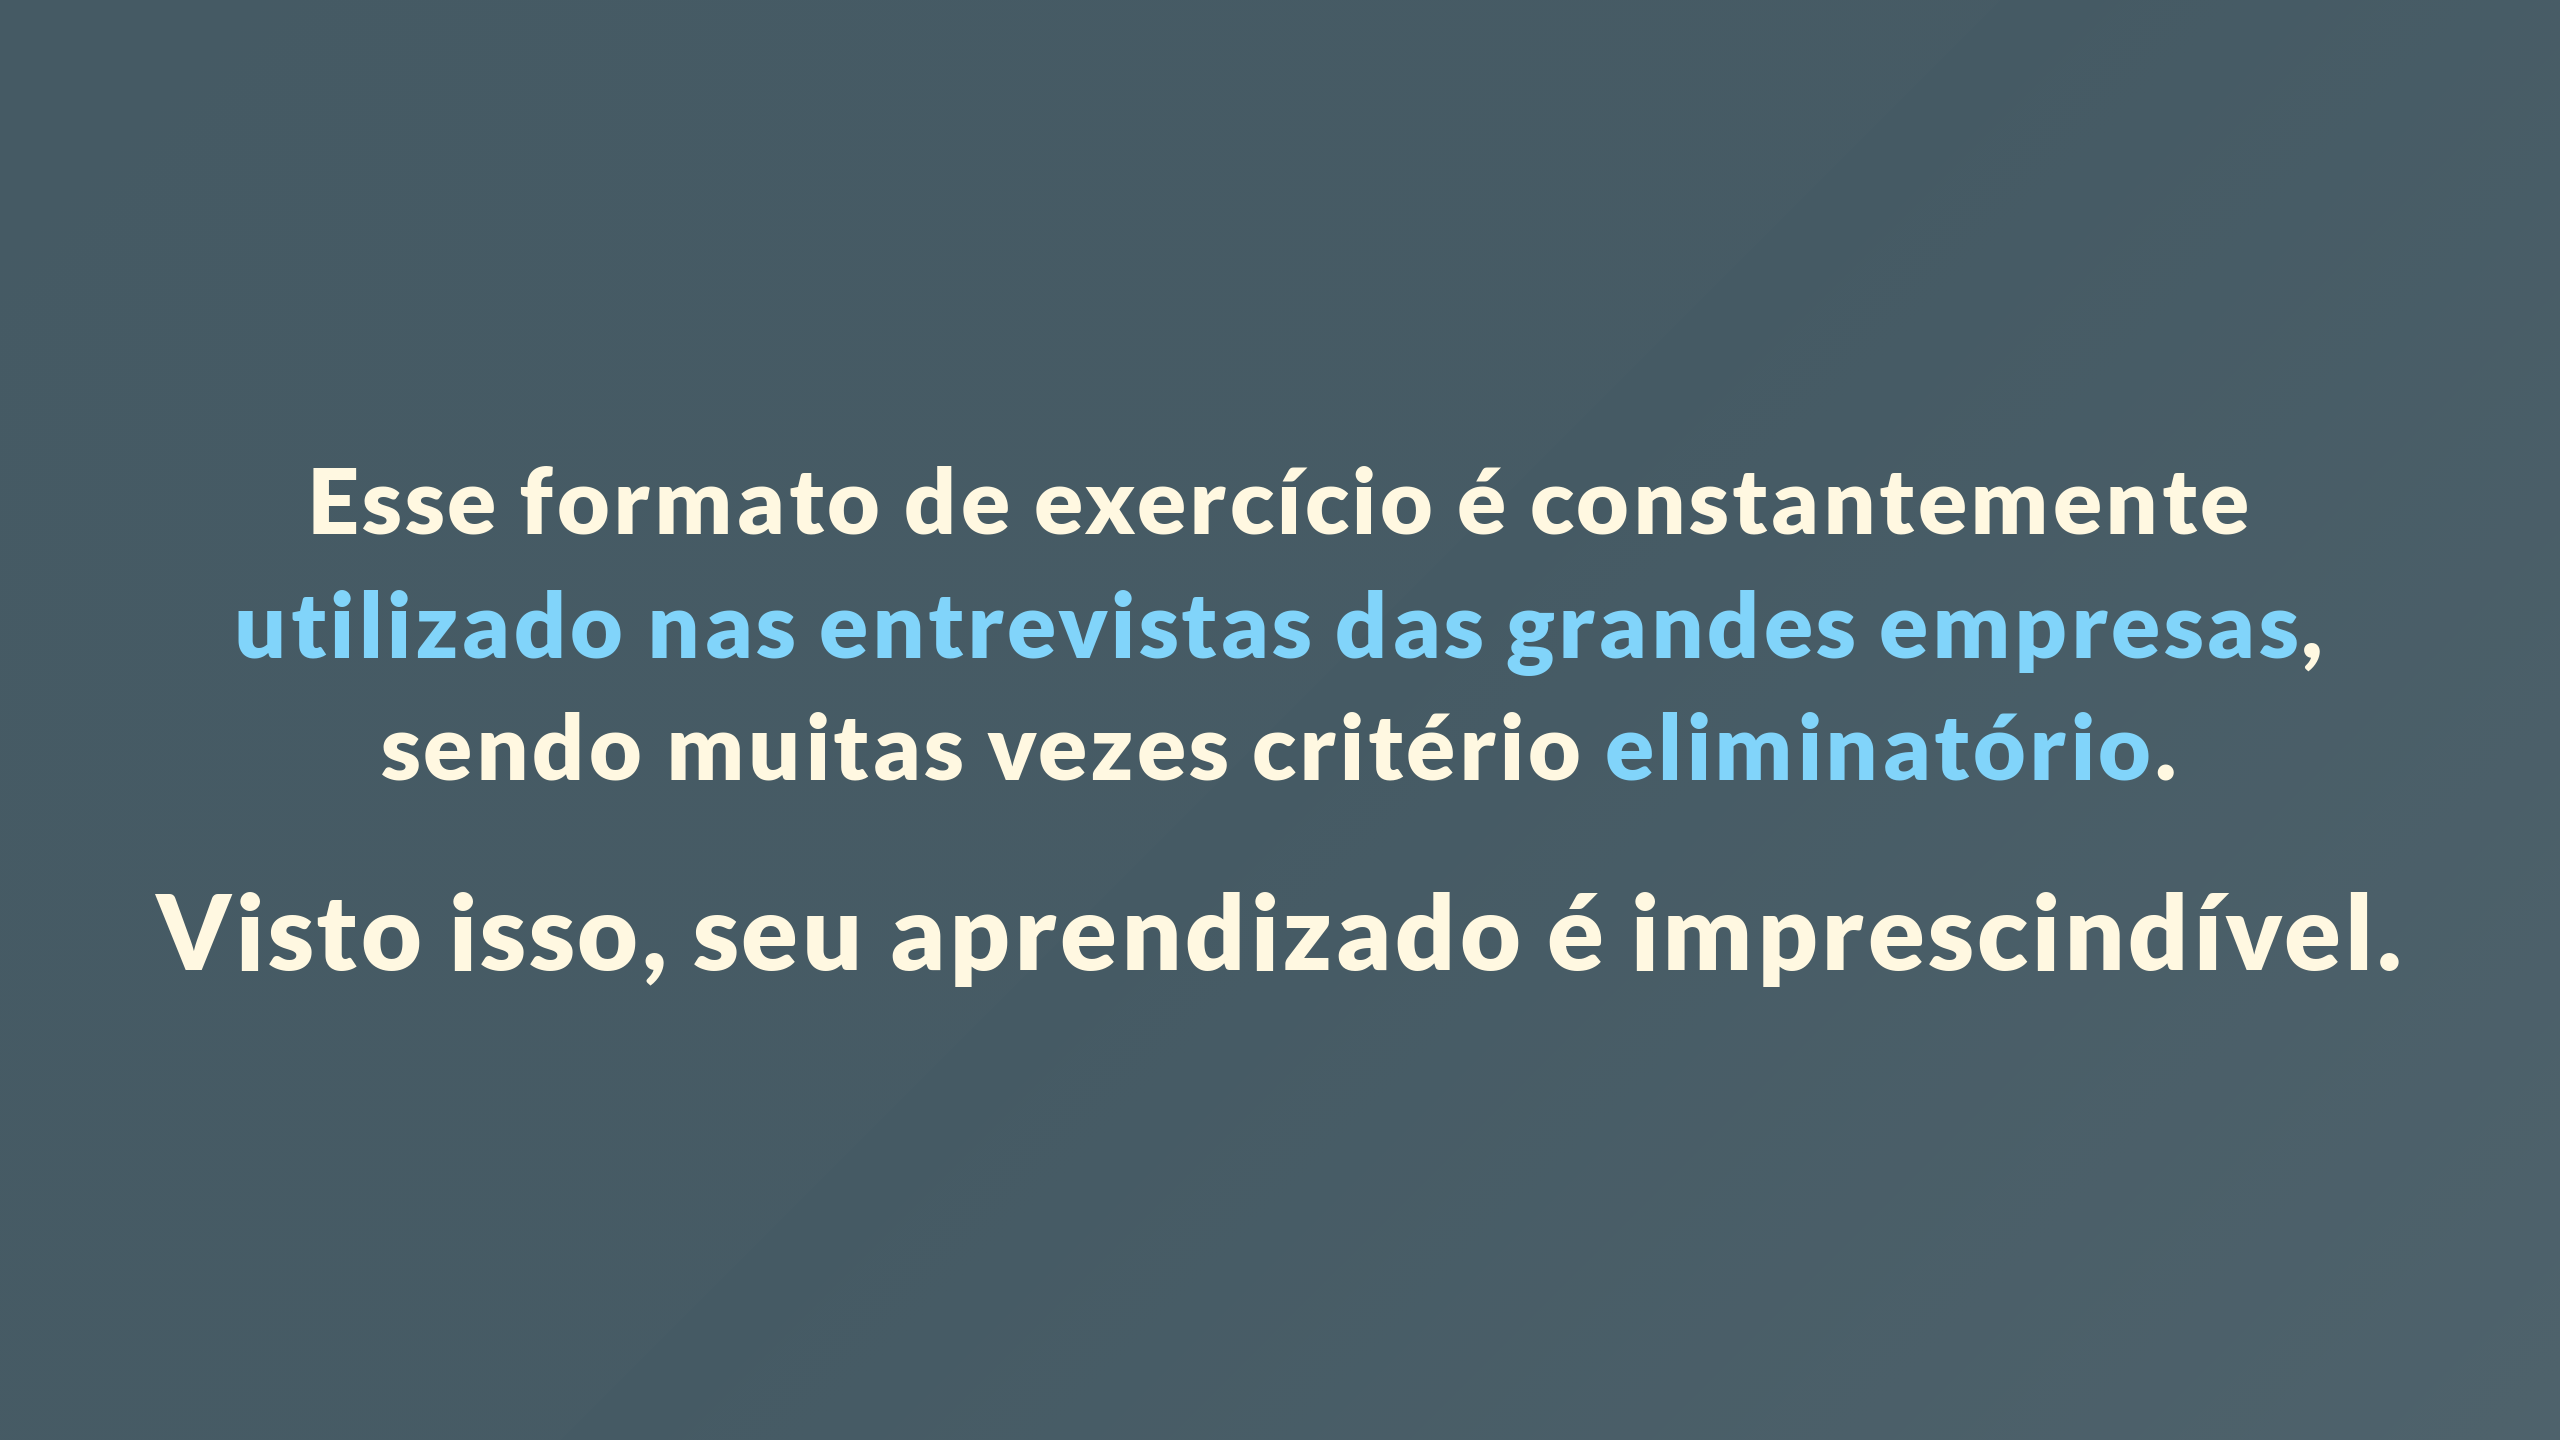 Esse formato de exercício é constantemente
utilizado nas entrevistas das grandes empresas,
sendo muitas vezes critério eliminatório.
Visto isso, seu aprendizado é imprescindível.